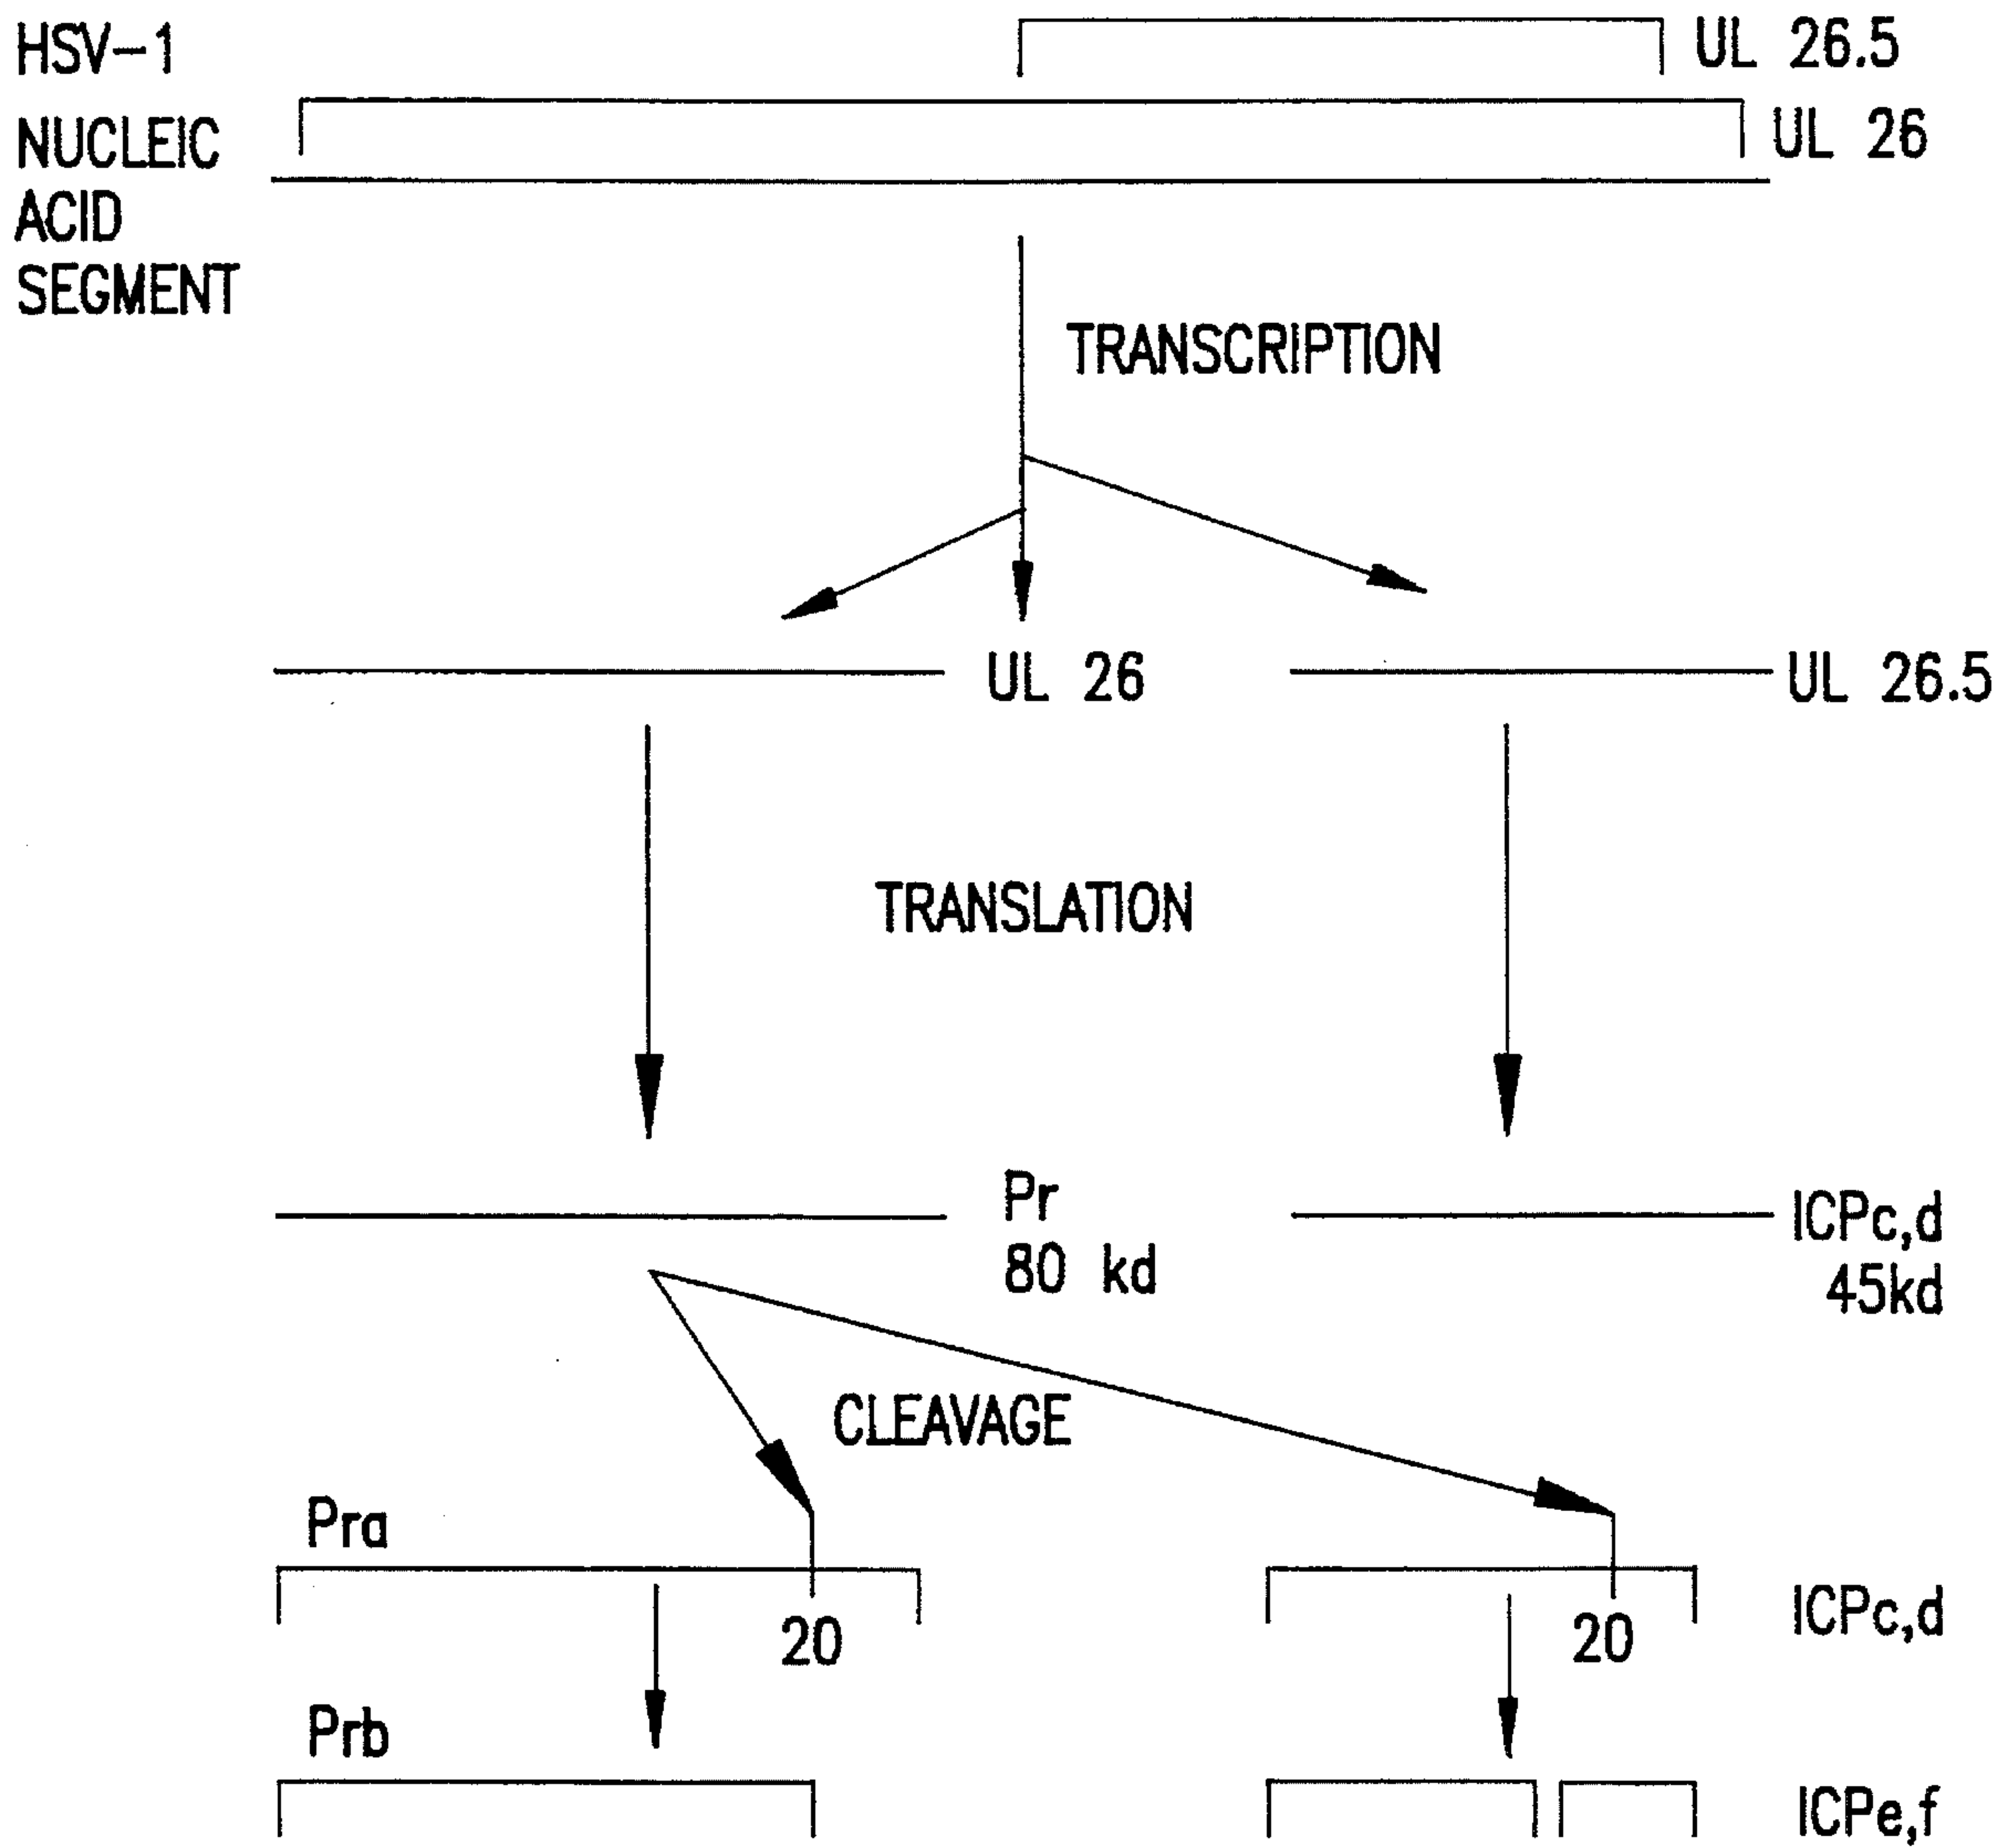 HSV-1
NUCLEIC
ACID
SEGMENT
UL 26.5
UL 26
TRANSCRIPTION
UL 26
UL 26.5
TRANSLATION
Pr
80 kd
ICPc,d
45kd
CLEAVAGE
Pra
20
20
ICPc,d
Prb
ICPe,f